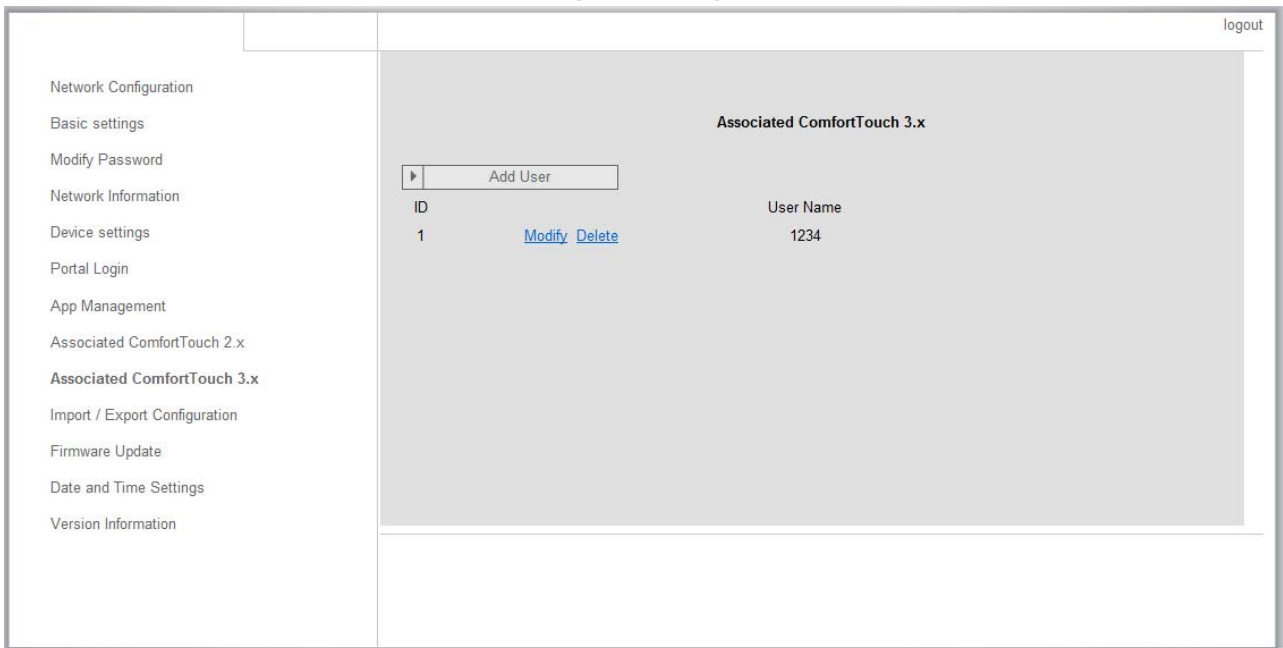 logout
Network Configuration
Basic settings
Modify Password
Network Information
Device settings
Portal Login
App Management
Associated ComfortTouch 2.x
Associated ComfortTouch 3.x
Import / Export Configuration
Firmware Update
Date and Time Settings
Version Information
Associated ComfortTouch 3.x
Add User
ID User Name
1 Modify Delete 1234